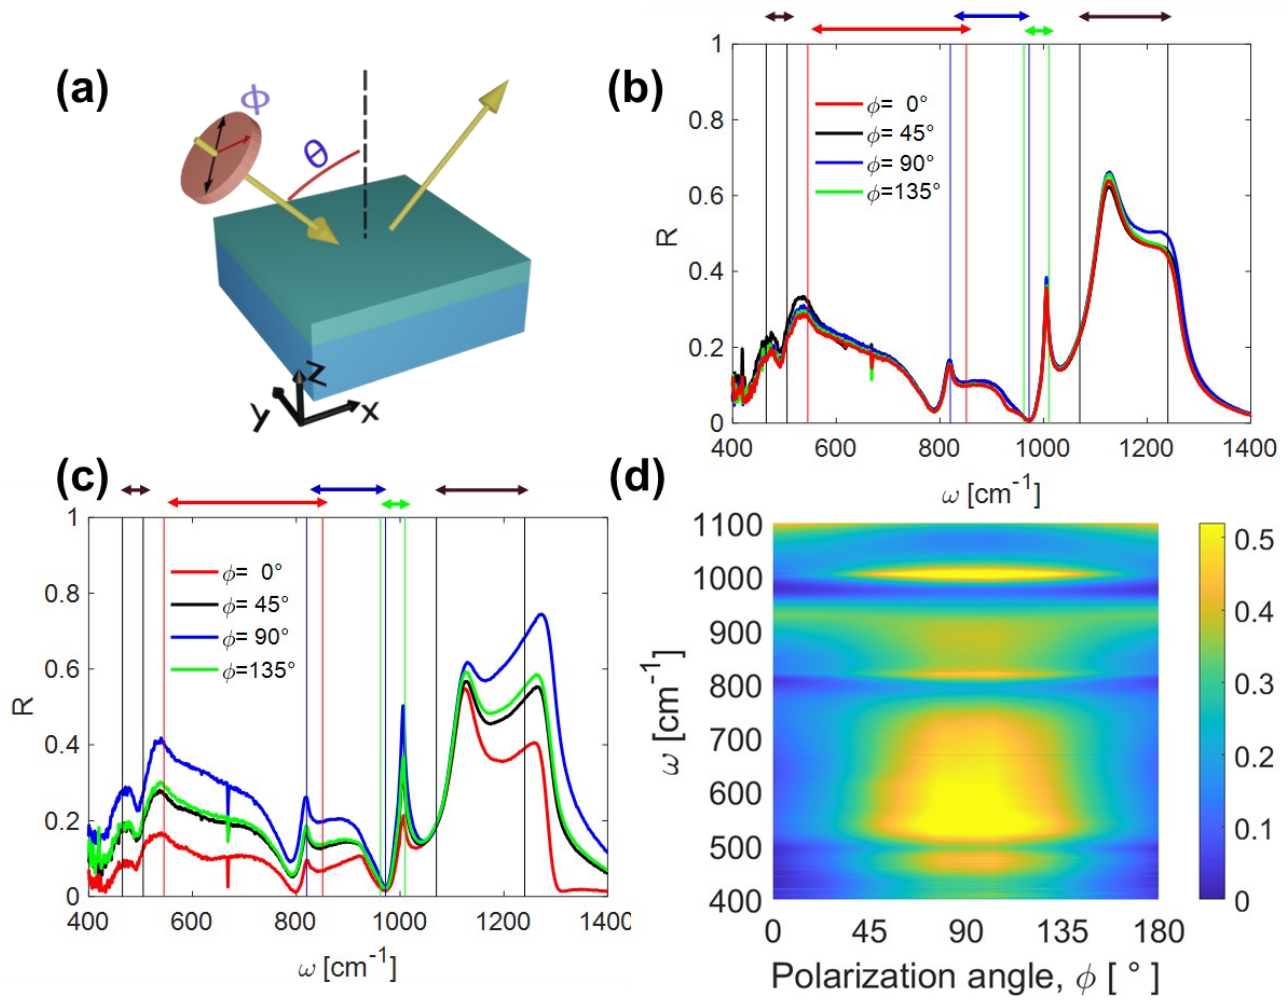 (a)
ϕ
θ
z
y
x
(b)
1
0.8
0.6
0.4
0.2
0
R
ϕ= 0°
ϕ= 45°
ϕ= 90°
ϕ=135°
400 600 800 1000 1200 1400
ω [cm⁻¹]
(c)
1
0.8
0.6
0.4
0.2
0
R
ϕ= 0°
ϕ= 45°
ϕ= 90°
ϕ=135°
400 600 800 1000 1200 1400
ω [cm⁻¹]
(d)
1100
1000
900
800
700
600
500
400
ω [cm⁻¹]
0 45 90 135 180
Polarization angle, ϕ [ ° ]
0.5
0.4
0.3
0.2
0.1
0